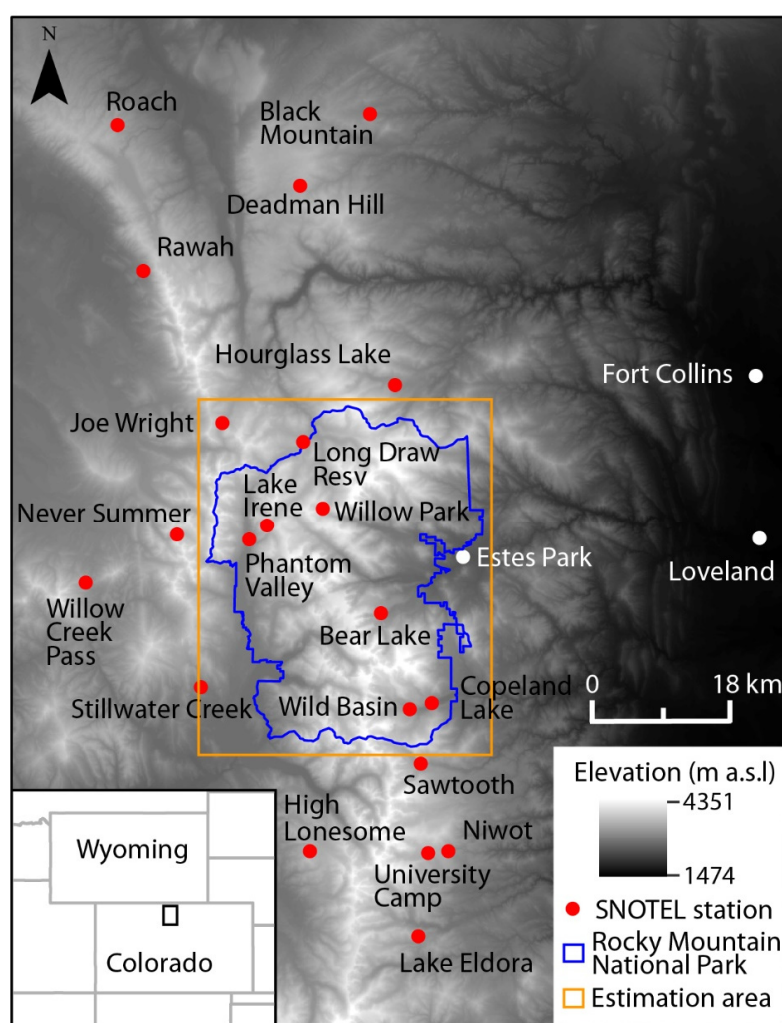 N
Roach
Black
Mountain
Deadman Hill
Rawah
Hourglass Lake
Fort Collins
Joe Wright
Long Draw
Resv
Lake
Irene
Willow Park
Never Summer
Phantom
Valley
Estes Park
Loveland
Willow
Creek
Pass
Bear Lake
Stillwater Creek
Wild Basin
Copeland
Lake
0 18 km
Sawtooth
High
Lonesome
Niwot
University
Camp
Lake Eldora
Wyoming
Colorado
Elevation (m a.s.l)
4351
1474
SNOTEL station
Rocky Mountain
National Park
Estimation area